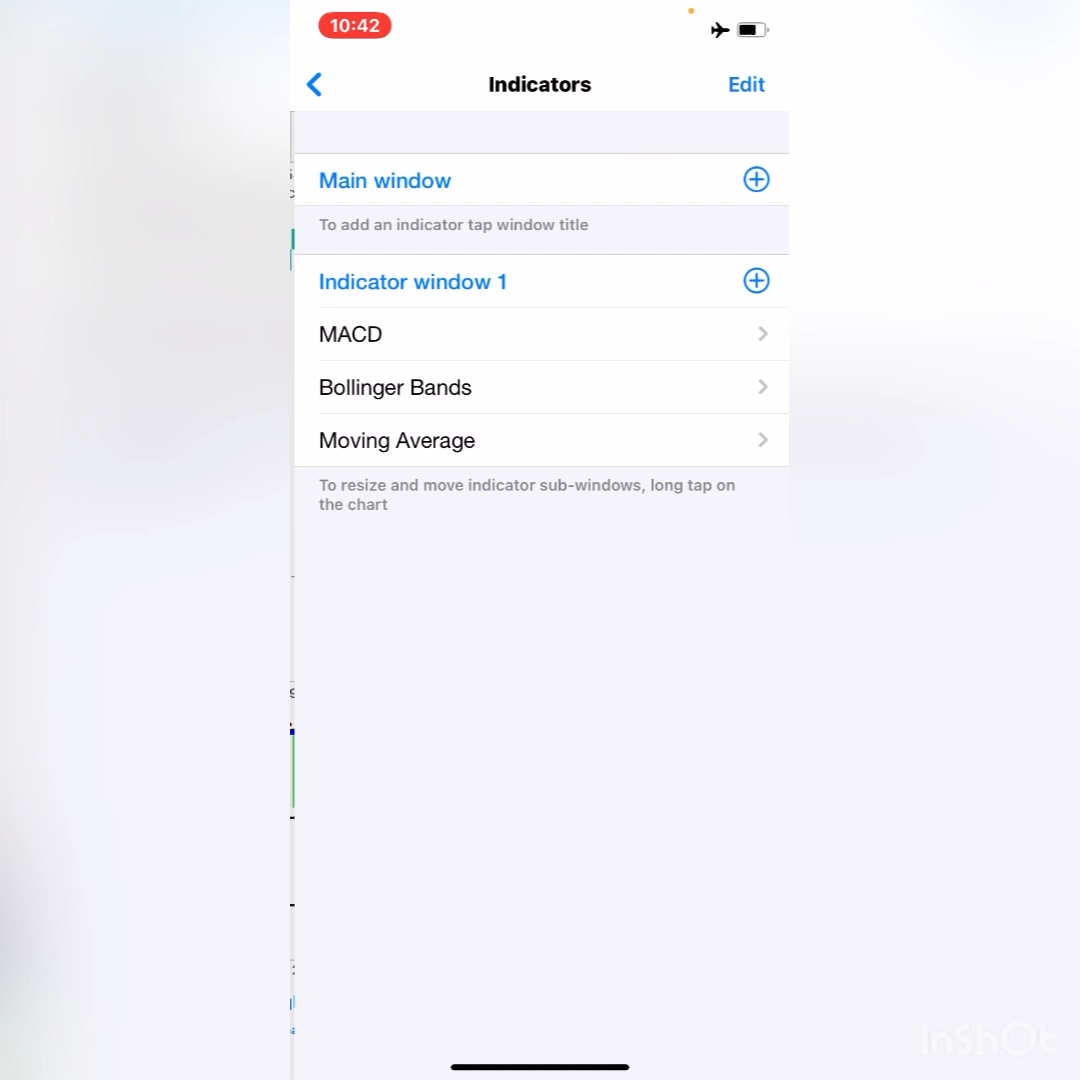 10:42
Indicators
Edit
Main window
To add an indicator tap window title
Indicator window 1
MACD
Bollinger Bands
Moving Average
To resize and move indicator sub-windows, long tap on
the chart
InShOt